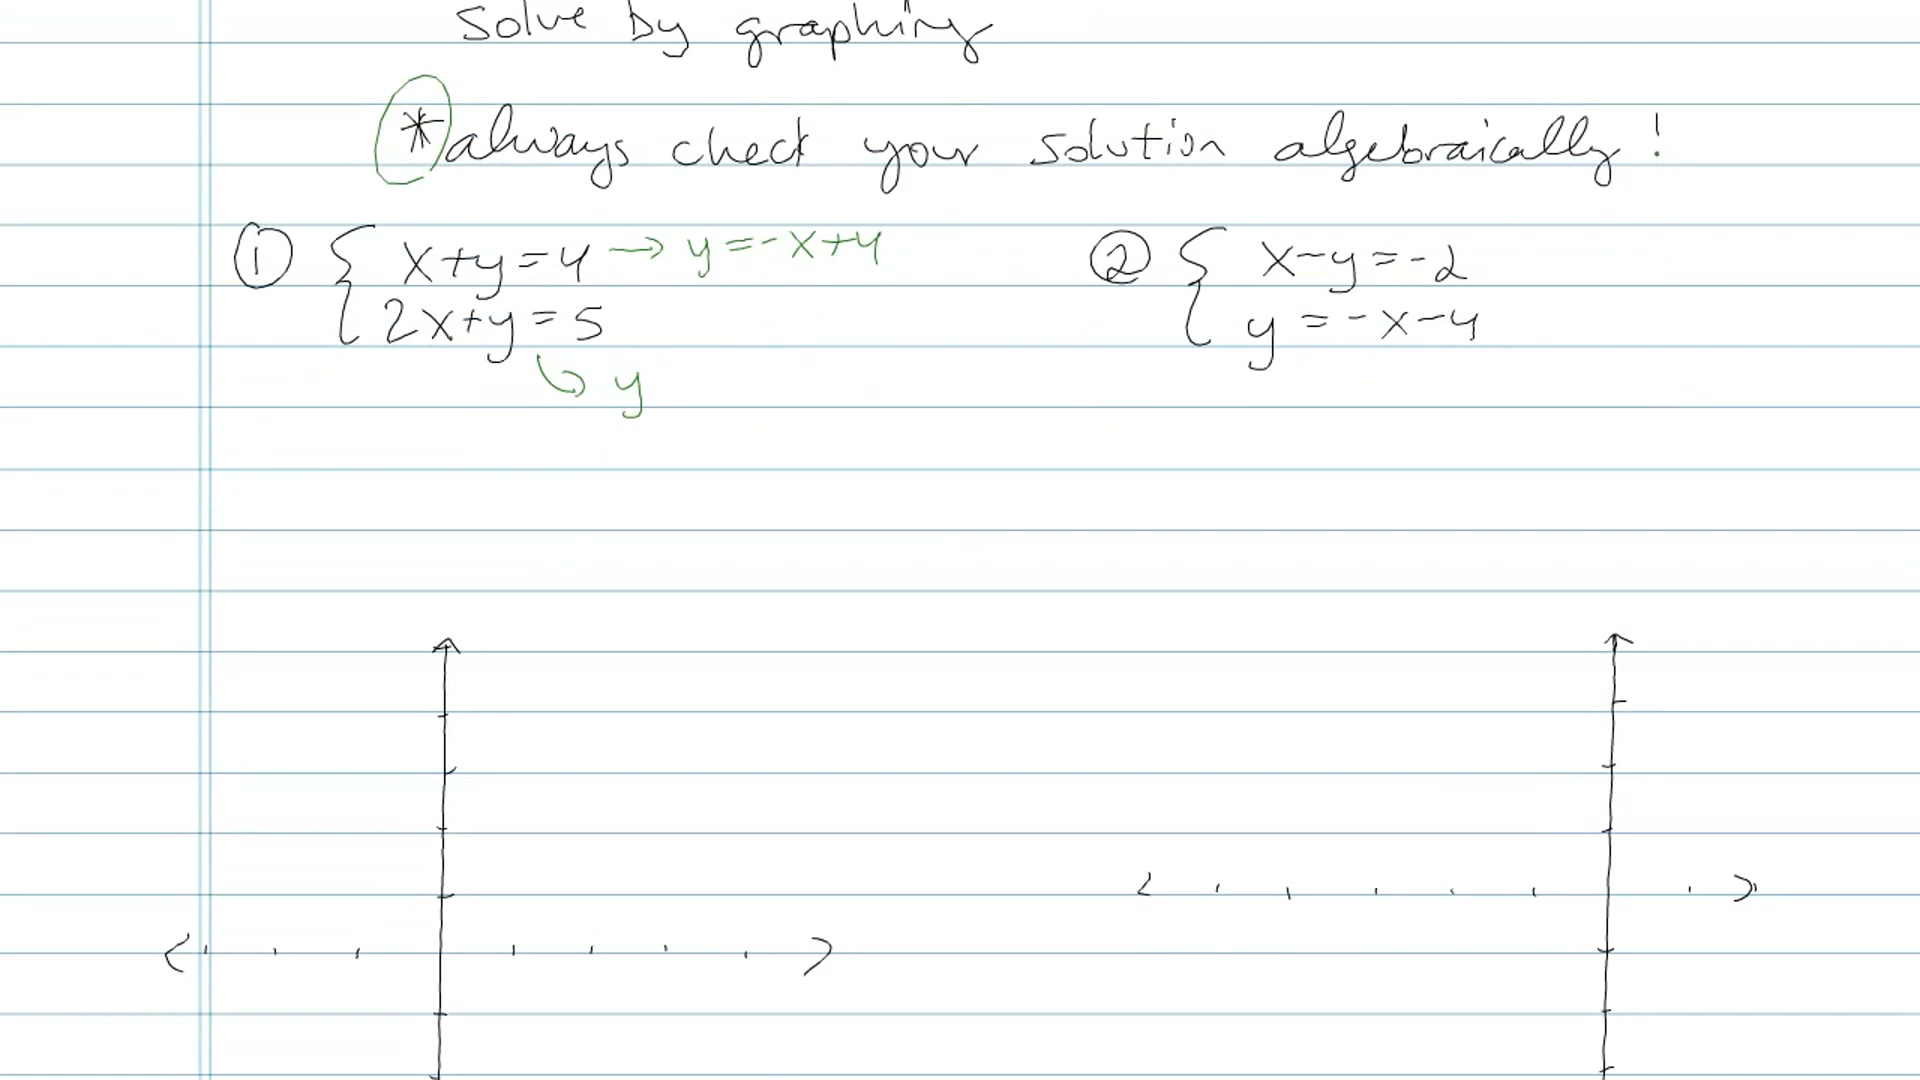 Solve by graphing
*always check your solution algebraically!
① { x+y=4 → y=-x+4
2x+y=5
↳ y
② { x-y=-2
y=-x-4